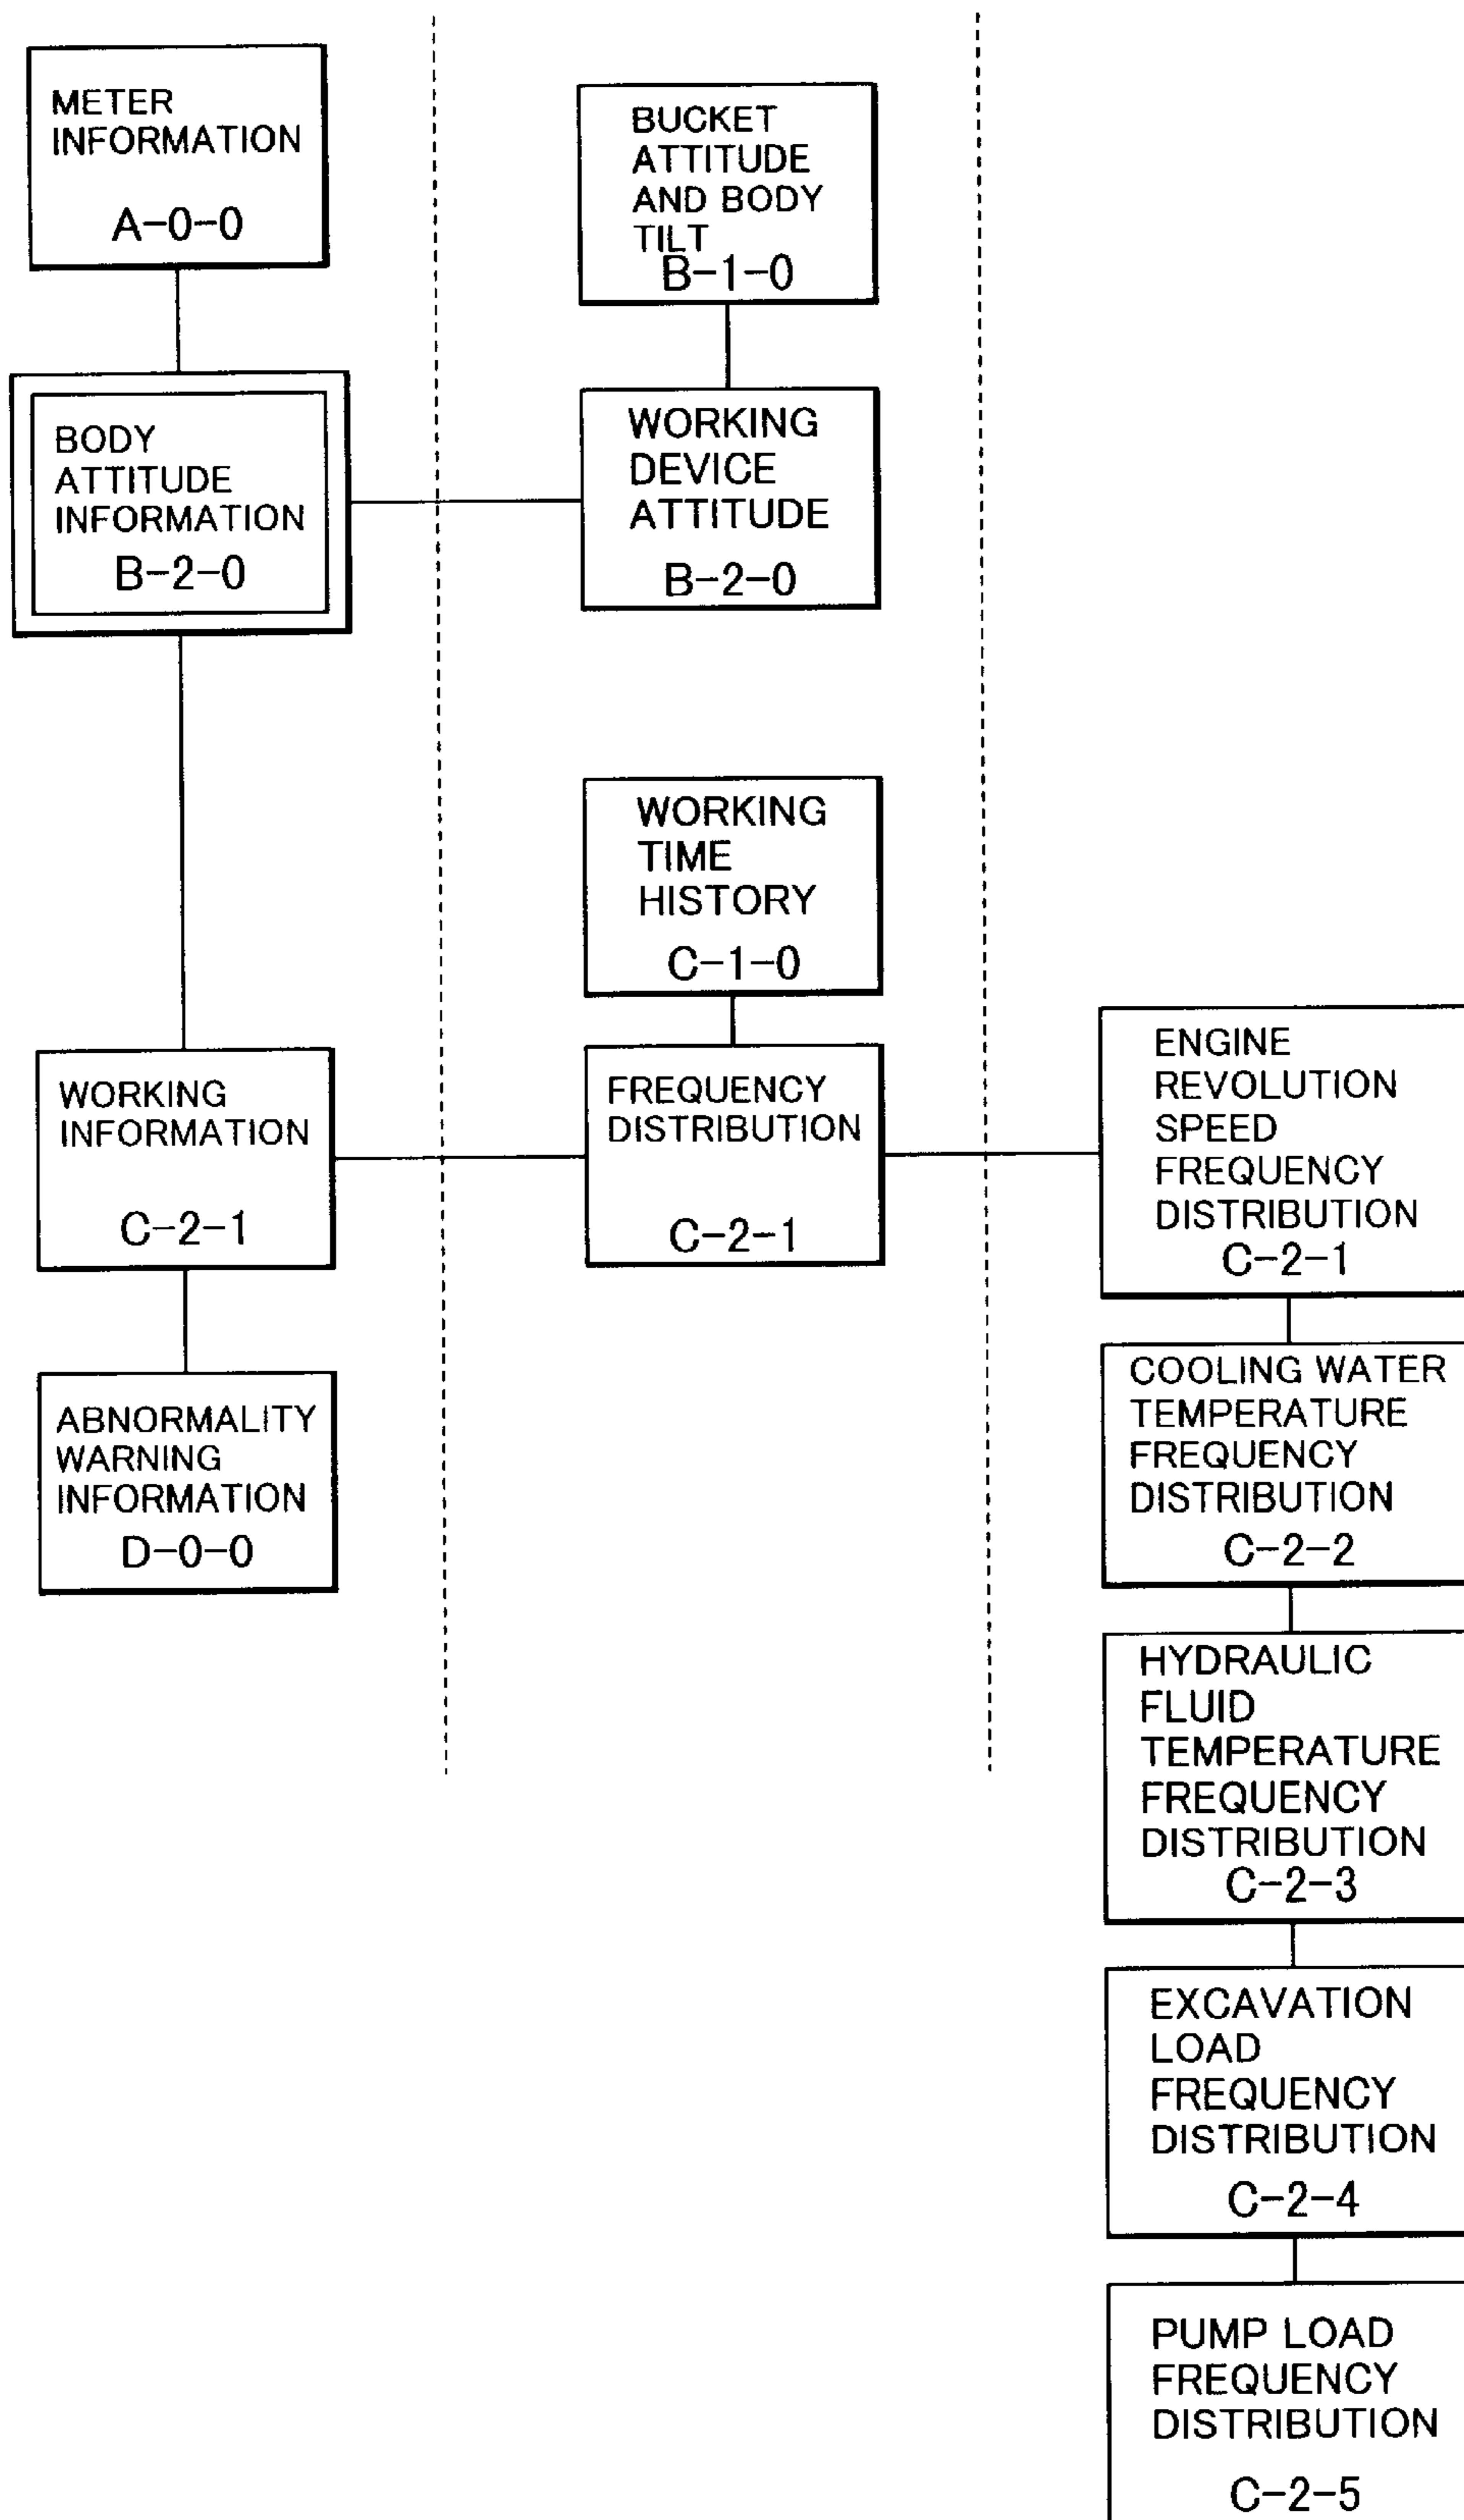 METER
INFORMATION
A-0-0
BODY
ATTITUDE
INFORMATION
B-2-0
WORKING
INFORMATION
C-2-1
ABNORMALITY
WARNING
INFORMATION
D-0-0
BUCKET
ATTITUDE
AND BODY
TILT
B-1-0
WORKING
DEVICE
ATTITUDE
B-2-0
WORKING
TIME
HISTORY
C-1-0
FREQUENCY
DISTRIBUTION
C-2-1
ENGINE
REVOLUTION
SPEED
FREQUENCY
DISTRIBUTION
C-2-1
COOLING WATER
TEMPERATURE
FREQUENCY
DISTRIBUTION
C-2-2
HYDRAULIC
FLUID
TEMPERATURE
FREQUENCY
DISTRIBUTION
C-2-3
EXCAVATION
LOAD
FREQUENCY
DISTRIBUTION
C-2-4
PUMP LOAD
FREQUENCY
DISTRIBUTION
C-2-5